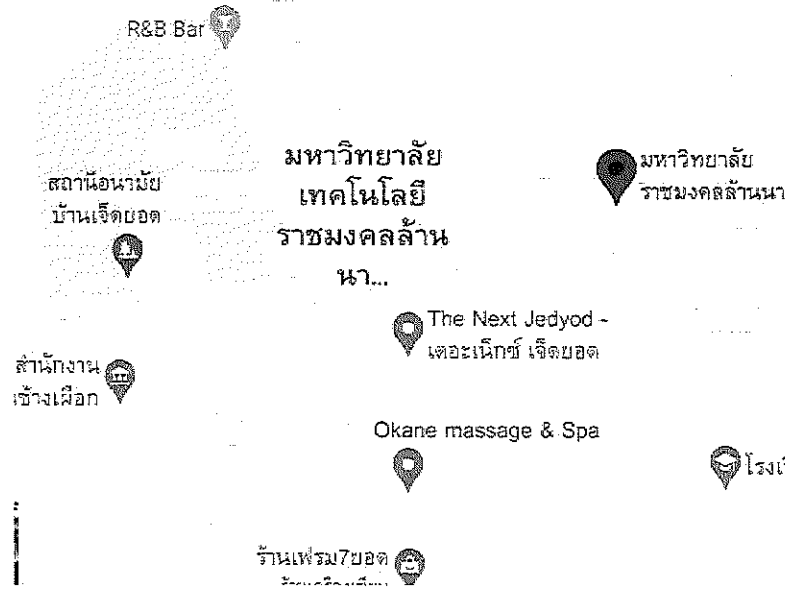 R&B Bar
มหาวิทยาลัย
เทคโนโลยี
ราชมงคลล้าน
นา...
มหาวิทยาลัย
ราชมงคลล้านนา
สถานีอนามัย
บ้านเจ็ดยอด
The Next Jedyod -
เดอะเน็กซ์ เจ็ดยอด
สำนักงาน
เช้างเผือก
Okane massage & Spa
ร้านเฟรม7ยอด